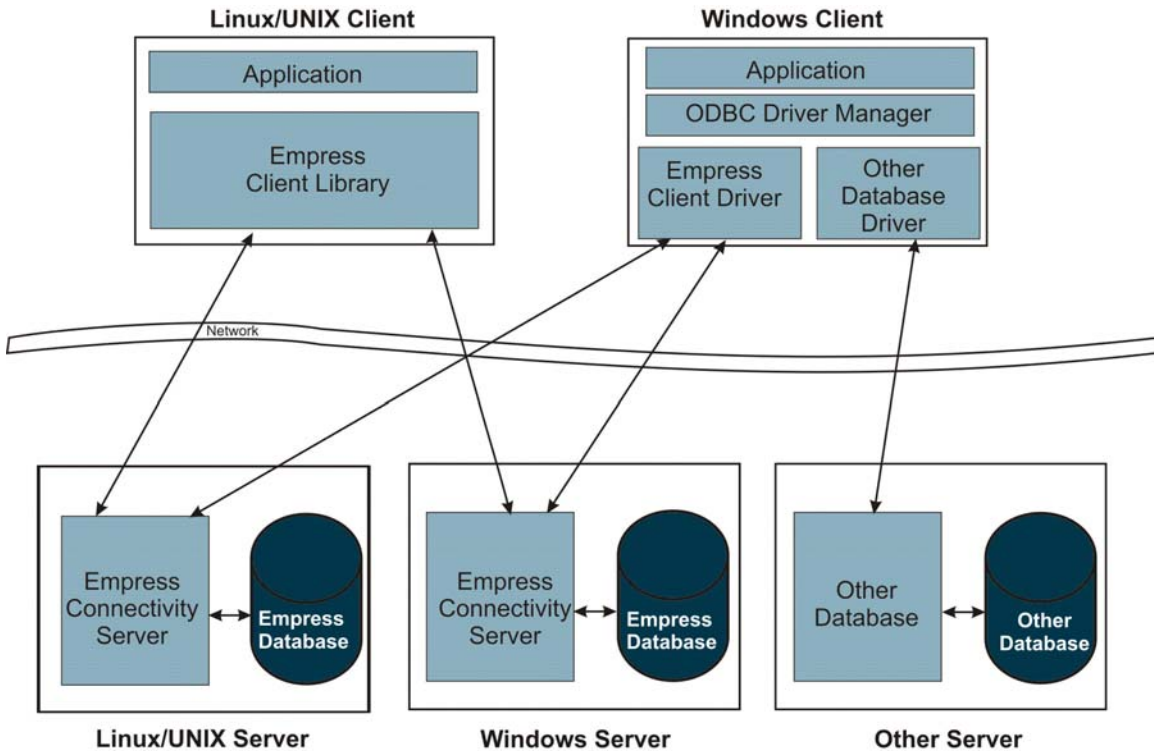 Linux/UNIX Client
Application
Empress
Client Library
Windows Client
Application
ODBC Driver Manager
Empress
Client Driver
Other
Database
Driver
Network
Empress
Connectivity
Server
Empress
Database
Linux/UNIX Server
Empress
Connectivity
Server
Empress
Database
Windows Server
Other
Database
Other
Database
Other Server